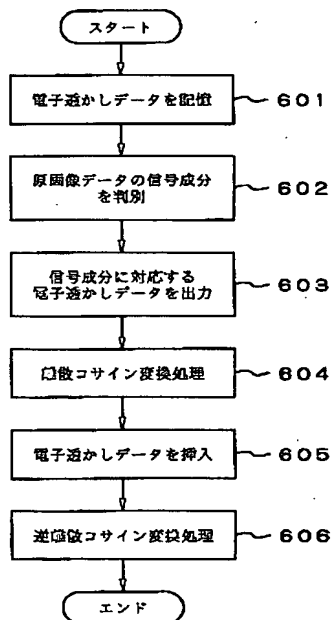 スタート
電子透かしデータを記憶
601
原画像データの信号成分
を判別
602
信号成分に対応する
電子透かしデータを出力
603
離散コサイン変換処理
604
電子透かしデータを挿入
605
逆離散コサイン変換処理
606
エンド